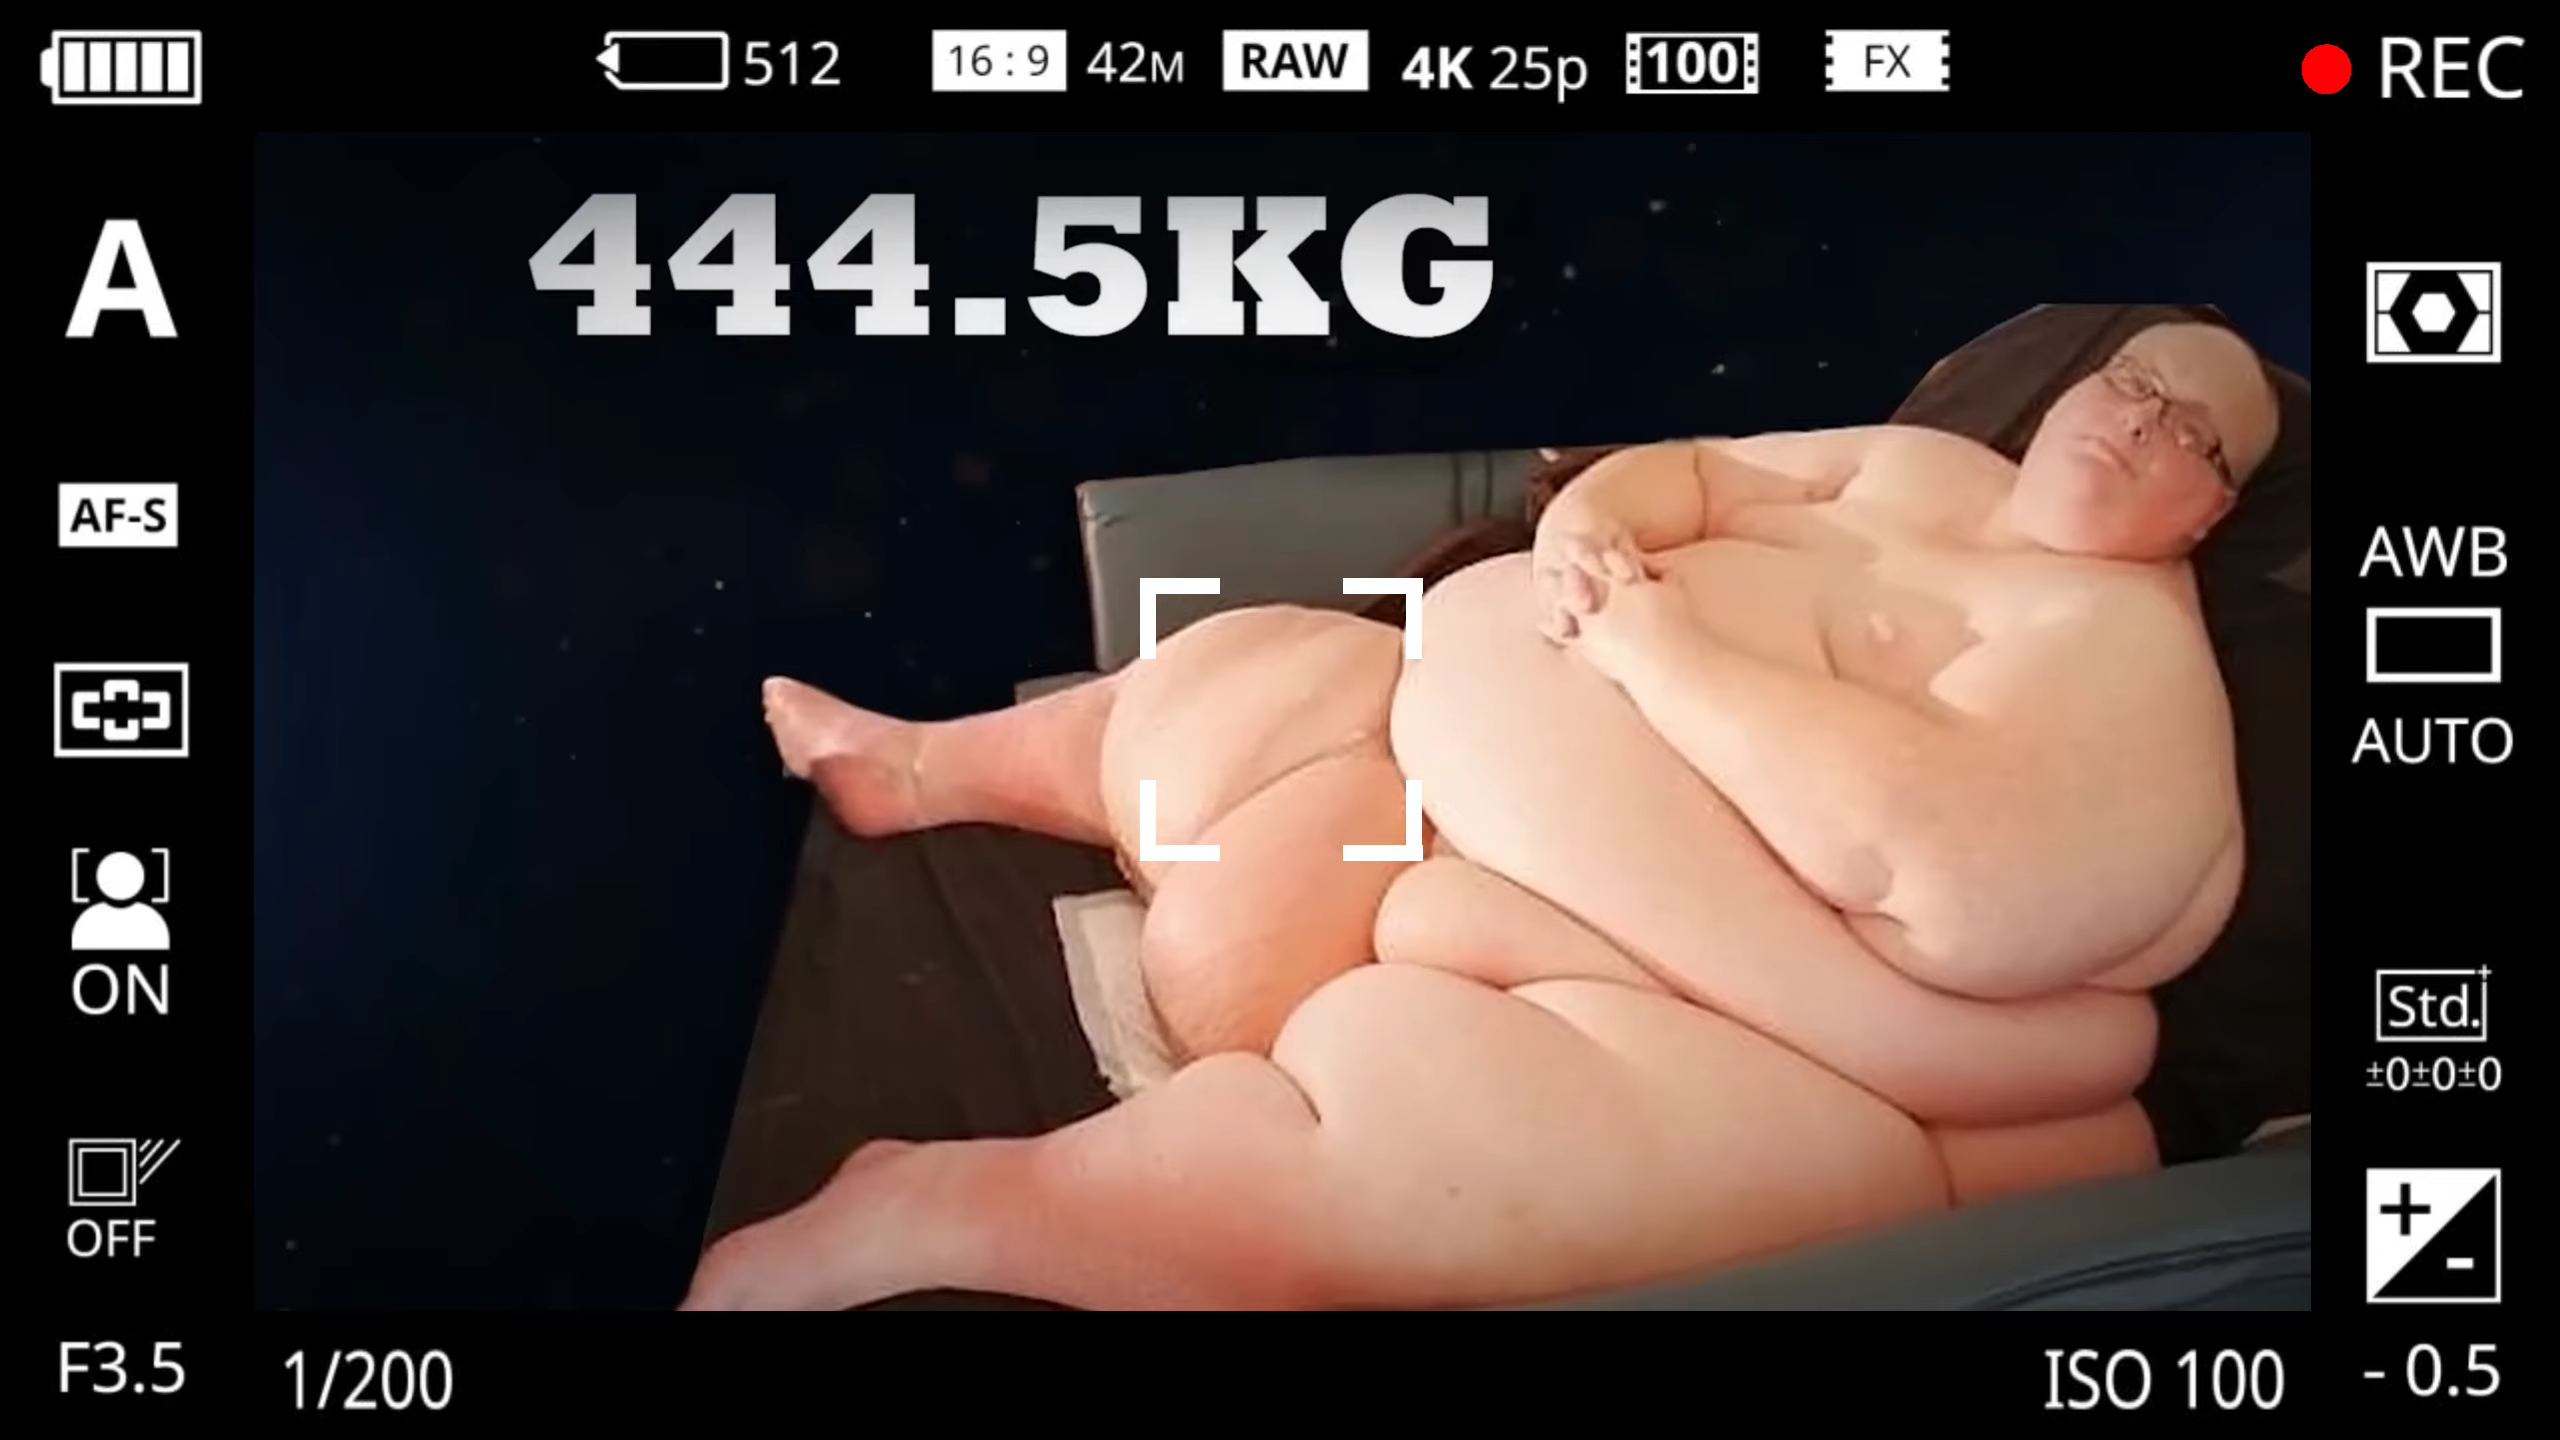 512 16:9 42M RAW 4K 25p 100 FX REC
444.5KG
A
AF-S
AWB
AUTO
ON
Std.
±0±0±0
OFF
F3.5 1/200 ISO 100 - 0.5